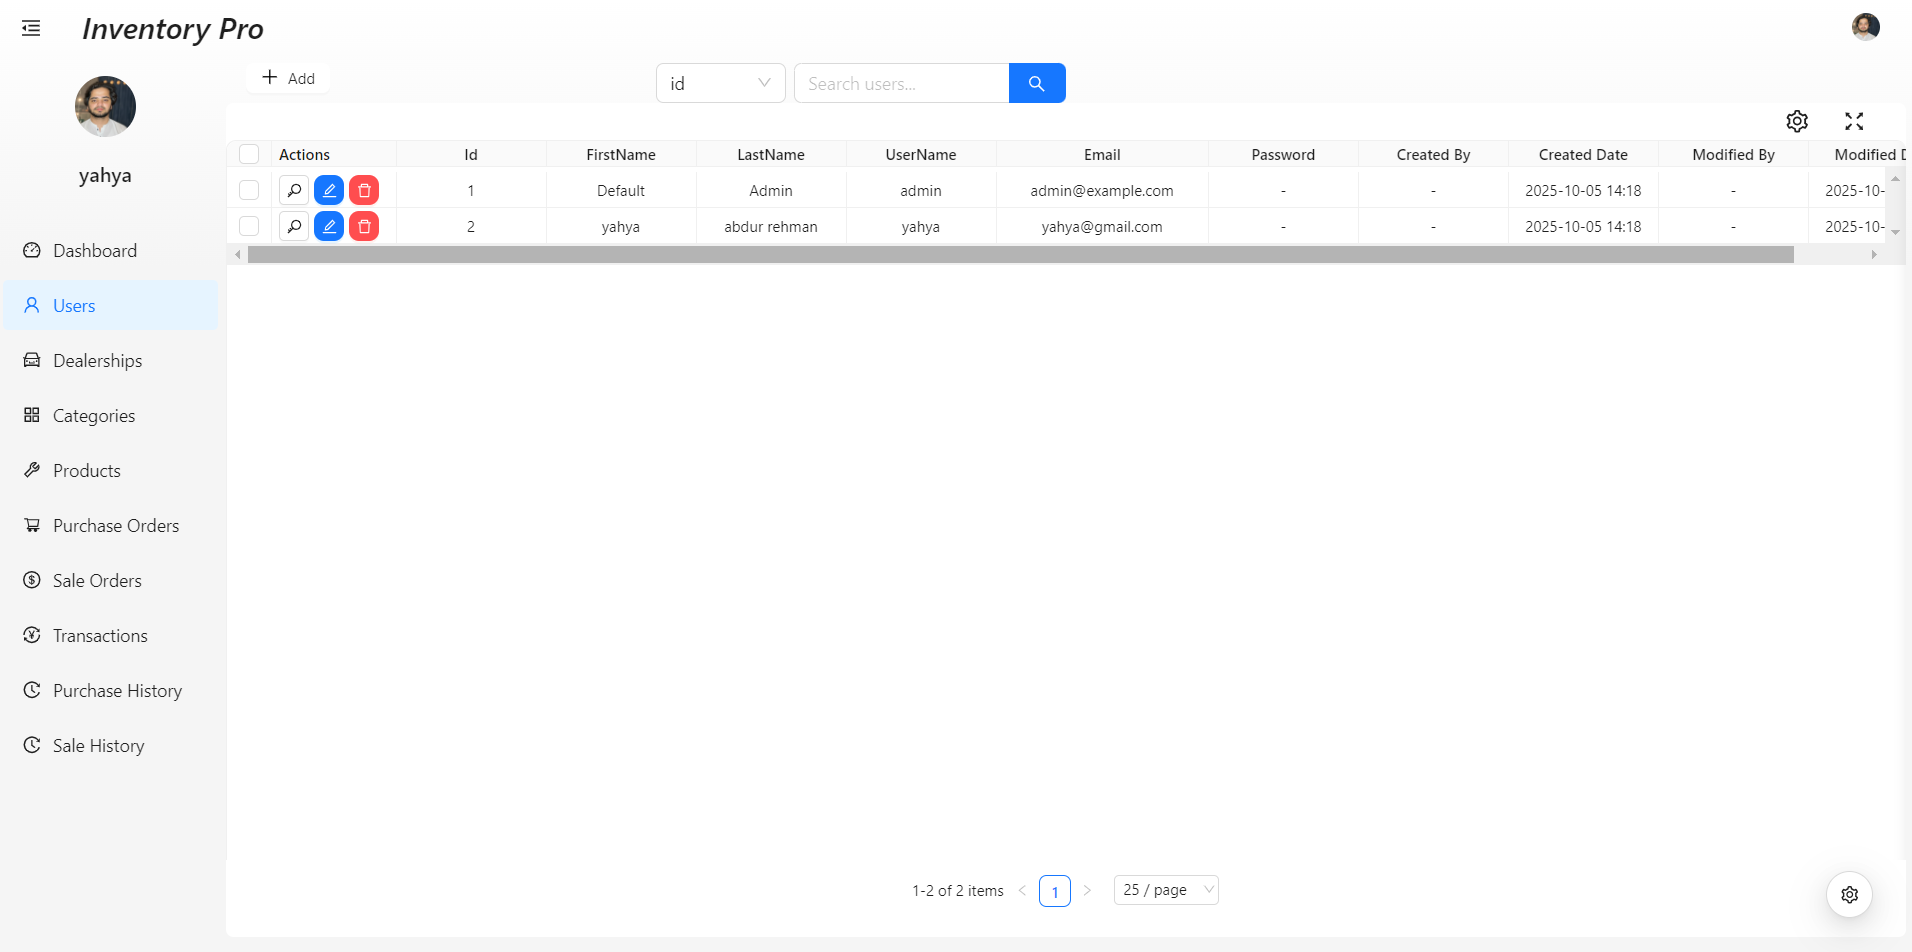 Inventory Pro
yahya
Dashboard
Users
Dealerships
Categories
Products
Purchase Orders
Sale Orders
Transactions
Purchase History
Sale History
Add
id
Search users...
Actions Id FirstName LastName UserName Email Password Created By Created Date Modified By Modified D
1 Default Admin admin admin@example.com - - 2025-10-05 14:18 - 2025-10-
2 yahya abdur rehman yahya yahya@gmail.com - - 2025-10-05 14:18 - 2025-10-
1-2 of 2 items 1 25 / page